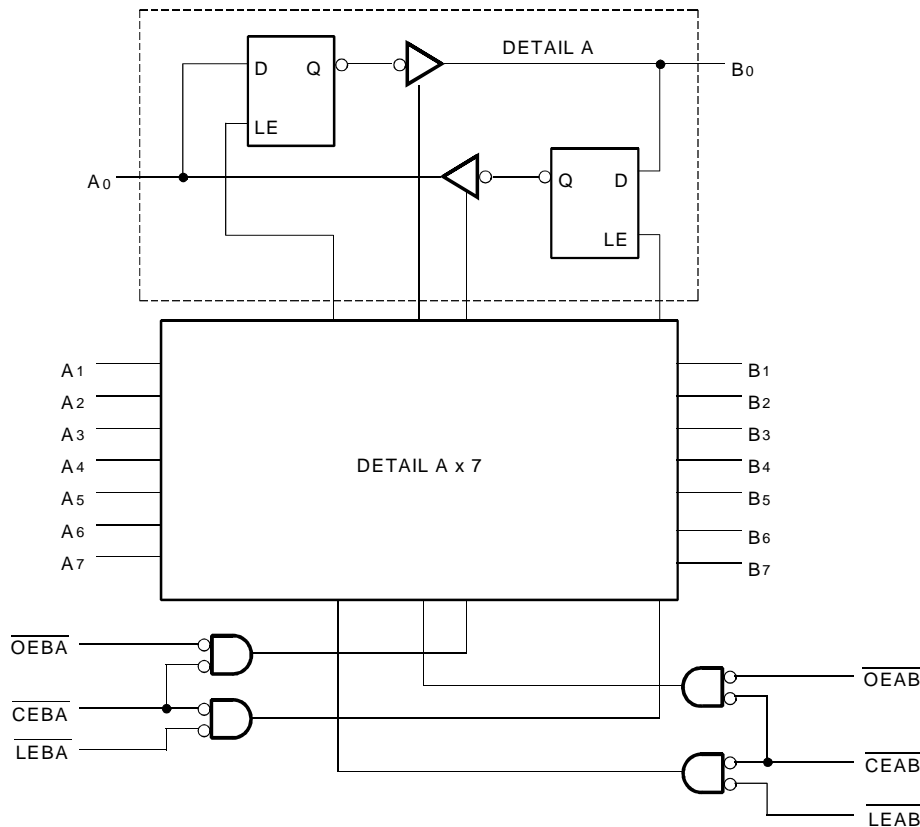 DETAIL A
D Q
LE
B0
A0
Q D
LE
A1
A2
A3
A4
A5
A6
A7
DETAIL A x 7
B1
B2
B3
B4
B5
B6
B7
OEBA
CEBA
LEBA
OEAB
CEAB
LEAB